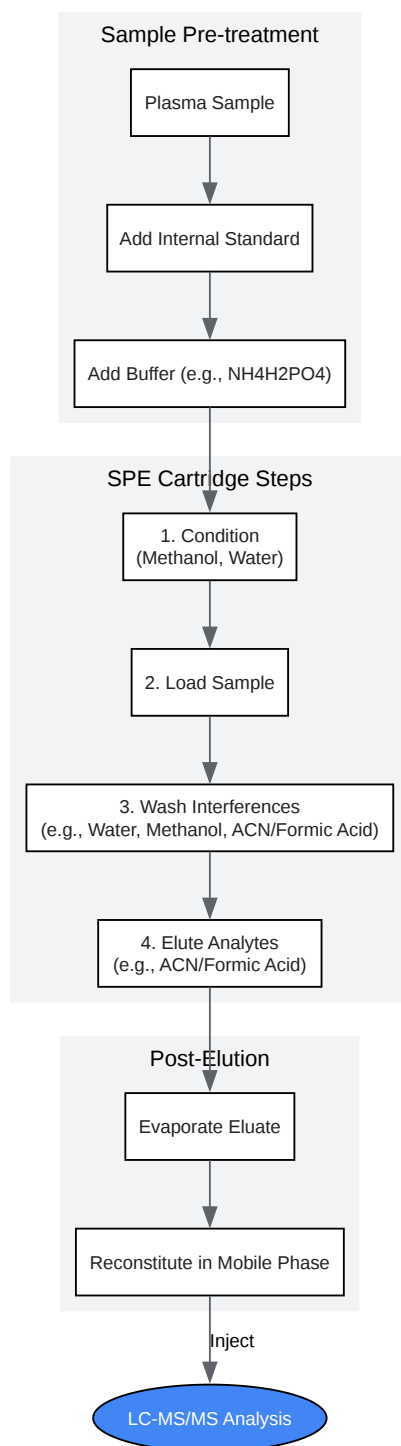 Sample Pre-treatment
Plasma Sample
Add Internal Standard
Add Buffer (e.g., NH4H2PO4)
SPE Cartridge Steps
1. Condition
(Methanol, Water)
2. Load Sample
3. Wash Interferences
(e.g., Water, Methanol, ACN/Formic Acid)
4. Elute Analytes
(e.g., ACN/Formic Acid)
Post-Elution
Evaporate Eluate
Reconstitute in Mobile Phase
Inject
LC-MS/MS Analysis